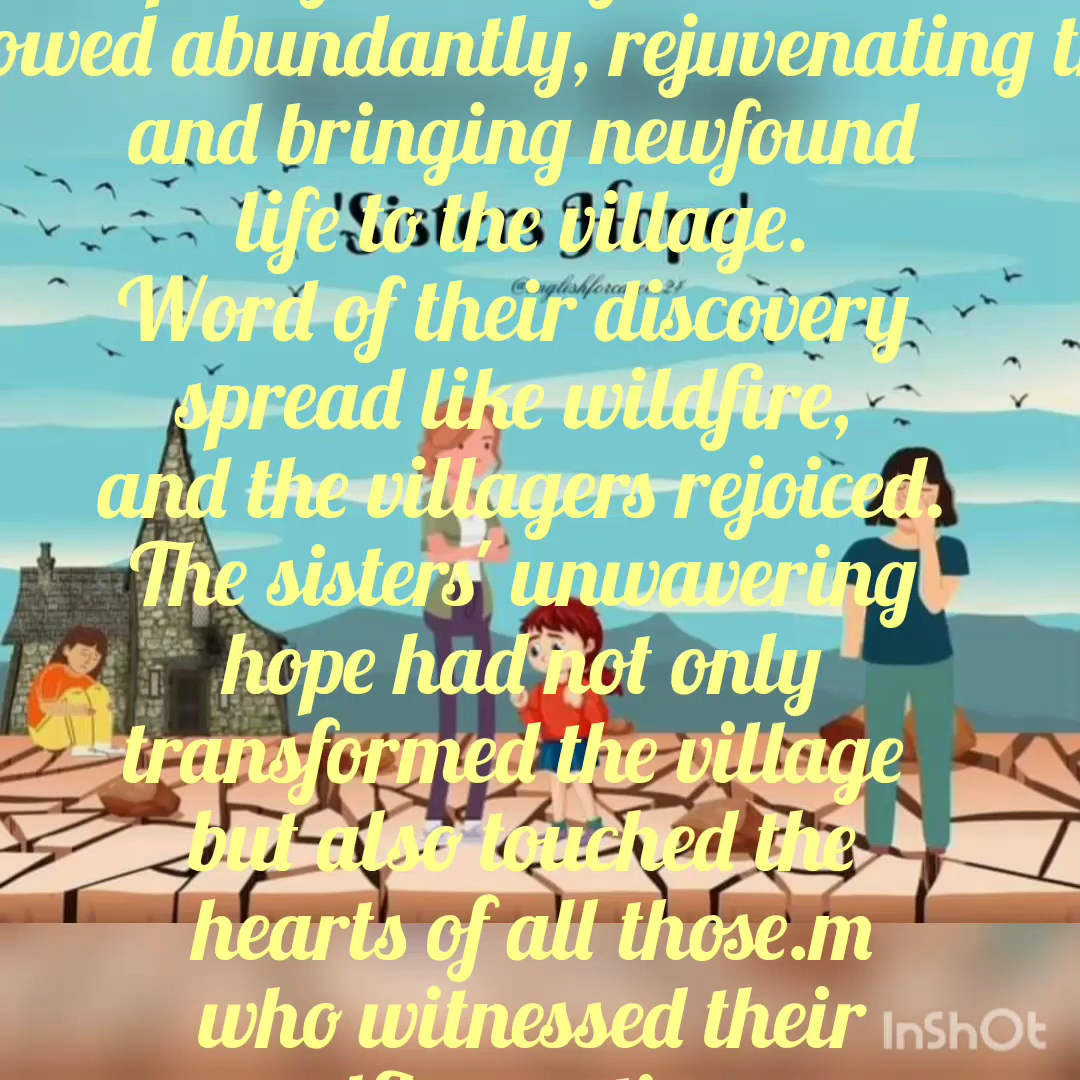 owed abundantly, rejuvenating
and bringing newfound
life to the village.
'Sisters Hope'
Word of their discovery
spread like wildfire,
and the villagers rejoiced.
The sisters' unwavering
hope had not only
transformed the village
but also touched the
hearts of all those.m
who witnessed their
InShOt